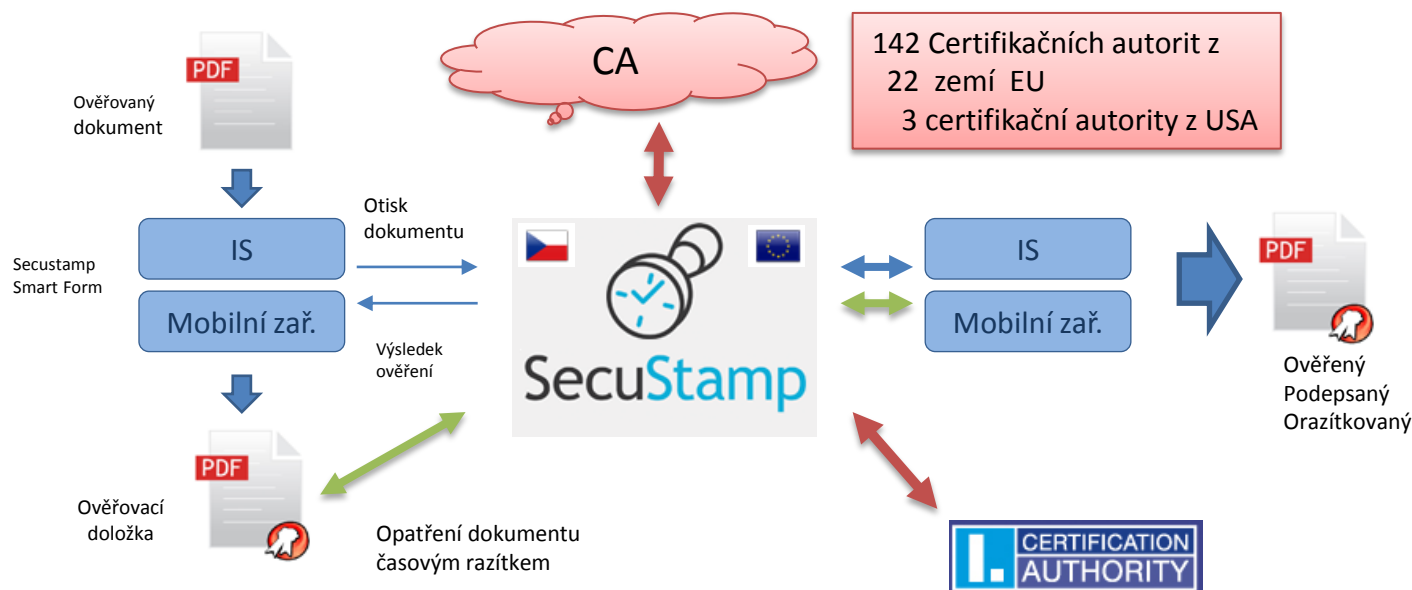 PDF
Ověřovaný
dokument
CA
142 Certifikačních autorit z
22 zemí EU
3 certifikační autority z USA
Secustamp
Smart Form
IS
Mobilní zař.
Otisk
dokumentu
Výsledek
ověření
SecuStamp
IS
Mobilní zař.
PDF
Ověřený
Podepsaný
Orazítkovaný
PDF
Ověřovací
doložka
Opatření dokumentu
časovým razítkem
I.
CERTIFICATION
AUTHORITY